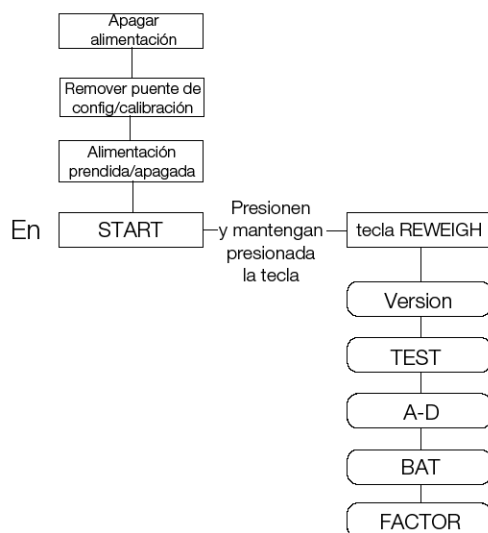 Apagar
alimentación
Remover puente de
config/calibración
Alimentación
prendida/apagada
En
START
Presionen
y mantengan
presionada
la tecla
tecla REWEIGH
Version
TEST
A-D
BAT
FACTOR